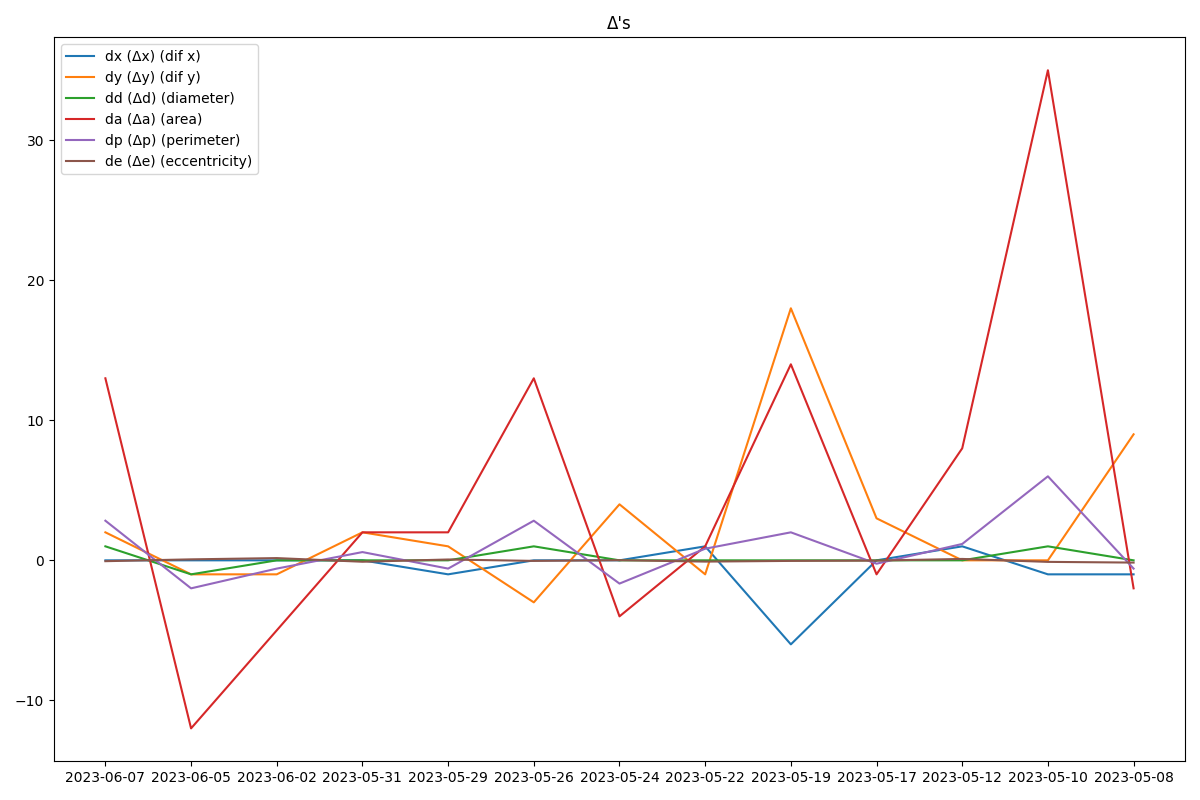 Δ's
dx (Δx) (dif x)
dy (Δy) (dif y)
dd (Δd) (diameter)
da (Δa) (area)
dp (Δp) (perimeter)
de (Δe) (eccentricity)
30
20
10
0
−10
2023-06-07 2023-06-05 2023-06-02 2023-05-31 2023-05-29 2023-05-26 2023-05-24 2023-05-22 2023-05-19 2023-05-17 2023-05-12 2023-05-10 2023-05-08